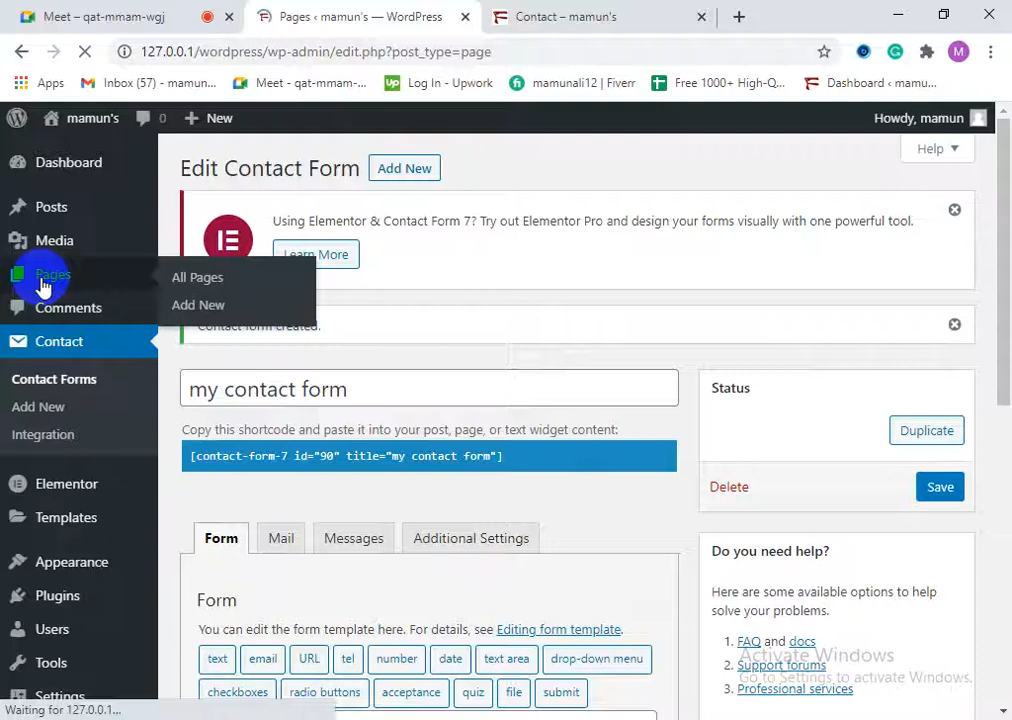 Meet – qat-mmam-wgj
Pages ‹ mamun's — WordPress
Contact – mamun's
127.0.0.1/wordpress/wp-admin/edit.php?post_type=page
M
Apps
Inbox (57) - mamun...
Meet - qat-mmam-...
Up
Log In - Upwork
fi
mamunali12 | Fiverr
Free 1000+ High-Q...
Dashboard ‹ mamu...
mamun's
0
New
Howdy, mamun
Help
Dashboard
Posts
Media
Pages
Comments
Contact
Contact Forms
Add New
Integration
Elementor
Templates
Appearance
Plugins
Users
Tools
Settings
All Pages
Add New
Edit Contact Form
Add New
Using Elementor & Contact Form 7? Try out Elementor Pro and design your forms visually with one powerful tool.
Learn More
Contact form created.
my contact form
Copy this shortcode and paste it into your post, page, or text widget content:
[contact-form-7 id="90" title="my contact form"]
Form
Mail
Messages
Additional Settings
Form
You can edit the form template here. For details, see Editing form template.
text
email
URL
tel
number
date
text area
drop-down menu
checkboxes
radio buttons
acceptance
quiz
file
submit
Status
Duplicate
Delete
Save
Do you need help?
Here are some available options to help
solve your problems.
1. FAQ and docs
2. Support forums
3. Professional services
Activate Windows
Go to Settings to activate Windows.
Waiting for 127.0.0.1...